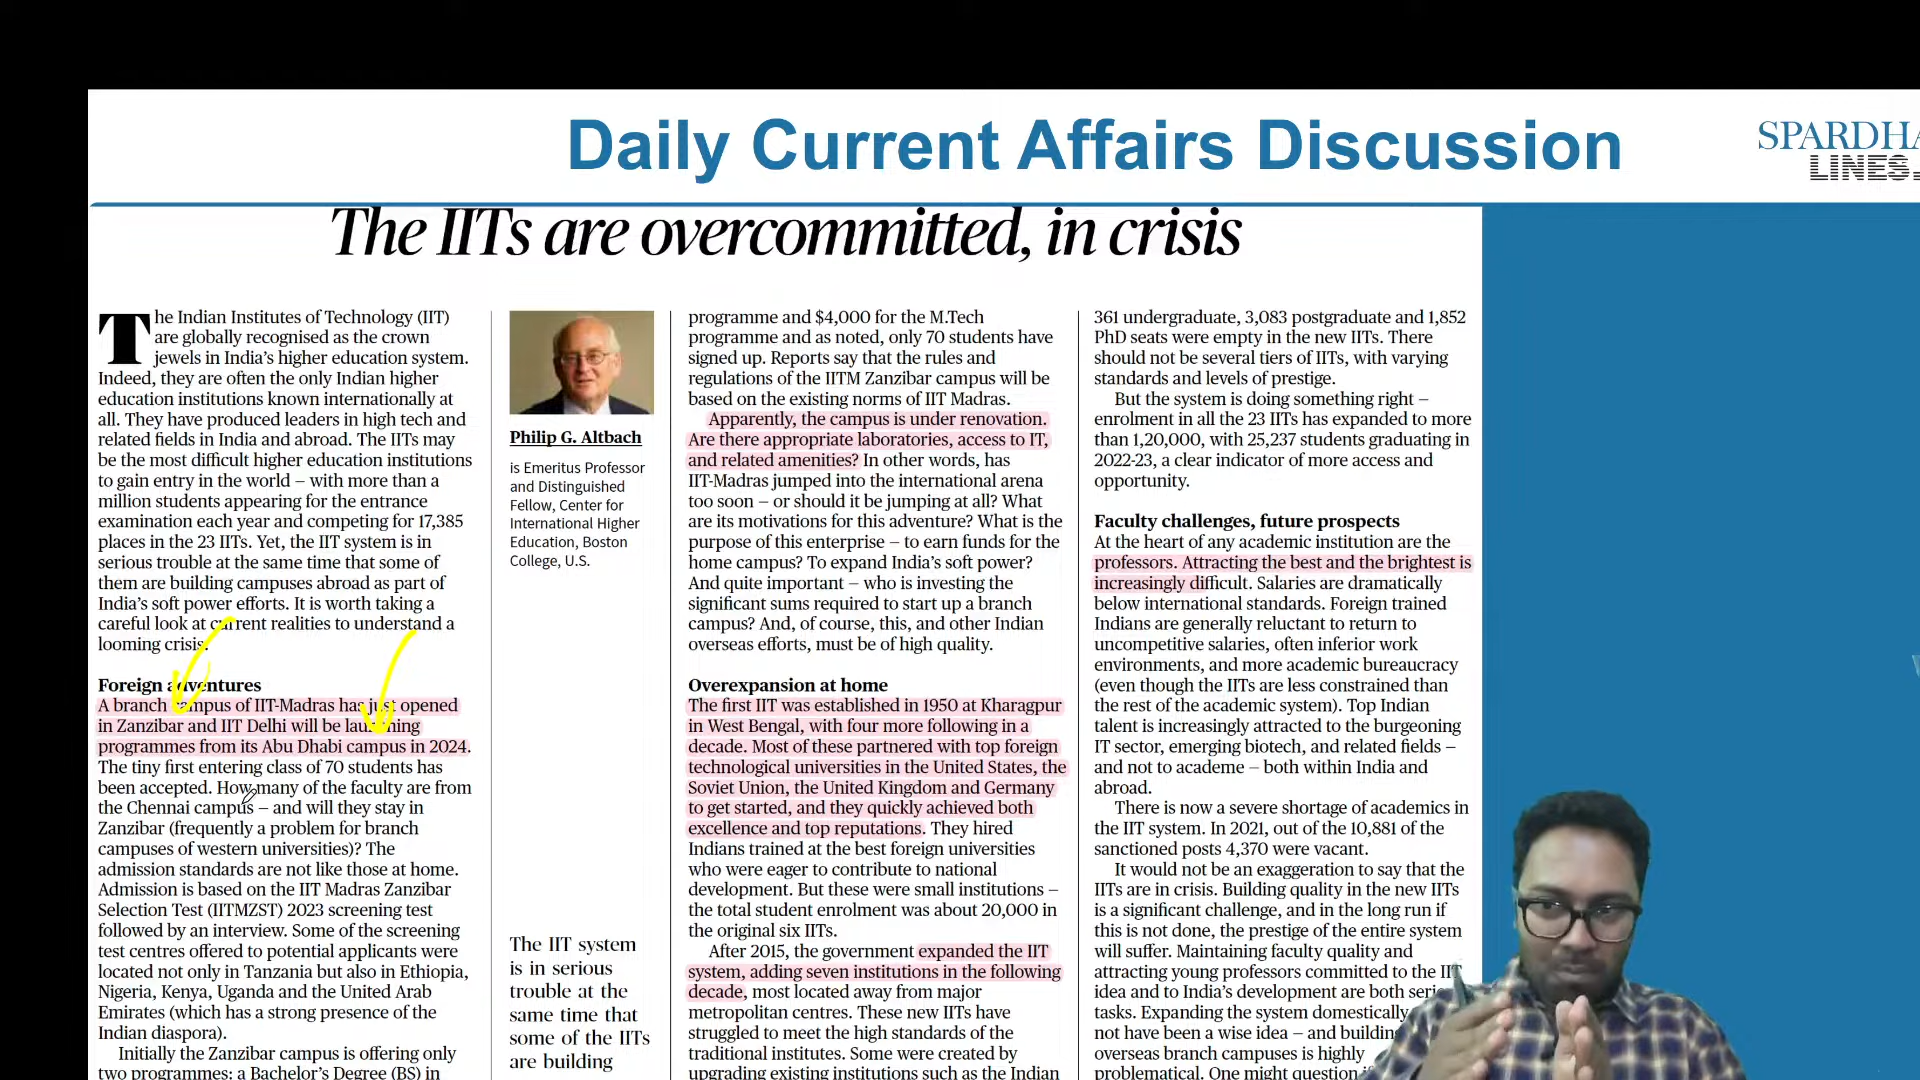 Daily Current Affairs Discussion
SPARDHA
LINES.
The IITs are overcommitted, in crisis
The Indian Institutes of Technology (IIT)
are globally recognised as the crown
jewels in India's higher education system.
Indeed, they are often the only Indian higher
education institutions known internationally at
all. They have produced leaders in high tech and
related fields in India and abroad. The IITs may
be the most difficult higher education institutions
to gain entry in the world – with more than a
million students appearing for the entrance
examination each year and competing for 17,385
places in the 23 IITs. Yet, the IIT system is in
serious trouble at the same time that some of
them are building campuses abroad as part of
India's soft power efforts. It is worth taking a
careful look at current realities to understand a
looming crisis.
Foreign adventures
A branch campus of IIT-Madras has just opened
in Zanzibar and IIT Delhi will be launching
programmes from its Abu Dhabi campus in 2024.
The tiny first entering class of 70 students has
been accepted. How many of the faculty are from
the Chennai campus – and will they stay in
Zanzibar (frequently a problem for branch
campuses of western universities)? The
admission standards are not like those at home.
Admission is based on the IIT Madras Zanzibar
Selection Test (IITMZST) 2023 screening test
followed by an interview. Some of the screening
test centres offered to potential applicants were
located not only in Tanzania but also in Ethiopia,
Nigeria, Kenya, Uganda and the United Arab
Emirates (which has a strong presence of the
Indian diaspora).
Initially the Zanzibar campus is offering only
two programmes: a Bachelor's Degree (BS) in
Philip G. Altbach
is Emeritus Professor
and Distinguished
Fellow, Center for
International Higher
Education, Boston
College, U.S.
The IIT system
is in serious
trouble at the
same time that
some of the IITs
are building
programme and $4,000 for the M.Tech
programme and as noted, only 70 students have
signed up. Reports say that the rules and
regulations of the IITM Zanzibar campus will be
based on the existing norms of IIT Madras.
Apparently, the campus is under renovation.
Are there appropriate laboratories, access to IT,
and related amenities? In other words, has
IIT-Madras jumped into the international arena
too soon – or should it be jumping at all? What
are its motivations for this adventure? What is the
purpose of this enterprise – to earn funds for the
home campus? To expand India's soft power?
And quite important – who is investing the
significant sums required to start up a branch
campus? And, of course, this, and other Indian
overseas efforts, must be of high quality.
Overexpansion at home
The first IIT was established in 1950 at Kharagpur
in West Bengal, with four more following in a
decade. Most of these partnered with top foreign
technological universities in the United States, the
Soviet Union, the United Kingdom and Germany
to get started, and they quickly achieved both
excellence and top reputations. They hired
Indians trained at the best foreign universities
who were eager to contribute to national
development. But these were small institutions –
the total student enrolment was about 20,000 in
the original six IITs.
After 2015, the government expanded the IIT
system, adding seven institutions in the following
decade, most located away from major
metropolitan centres. These new IITs have
struggled to meet the high standards of the
traditional institutes. Some were created by
upgrading existing institutions such as the Indian
361 undergraduate, 3,083 postgraduate and 1,852
PhD seats were empty in the new IITs. There
should not be several tiers of IITs, with varying
standards and levels of prestige.
But the system is doing something right –
enrolment in all the 23 IITs has expanded to more
than 1,20,000, with 25,237 students graduating in
2022-23, a clear indicator of more access and
opportunity.
Faculty challenges, future prospects
At the heart of any academic institution are the
professors. Attracting the best and the brightest is
increasingly difficult. Salaries are dramatically
below international standards. Foreign trained
Indians are generally reluctant to return to
uncompetitive salaries, often inferior work
environments, and more academic bureaucracy
(even though the IITs are less constrained than
the rest of the academic system). Top Indian
talent is increasingly attracted to the burgeoning
IT sector, emerging biotech, and related fields –
and not to academe – both within India and
abroad.
There is now a severe shortage of academics in
the IIT system. In 2021, out of the 10,881 of the
sanctioned posts 4,370 were vacant.
It would not be an exaggeration to say that the
IITs are in crisis. Building quality in the new IITs
is a significant challenge, and in the long run if
this is not done, the prestige of the entire system
will suffer. Maintaining faculty quality and
attracting young professors committed to the IIT
idea and to India's development are both
tasks. Expanding the system domestically
not have been a wise idea – and building
overseas branch campuses is highly
problematical. One might question